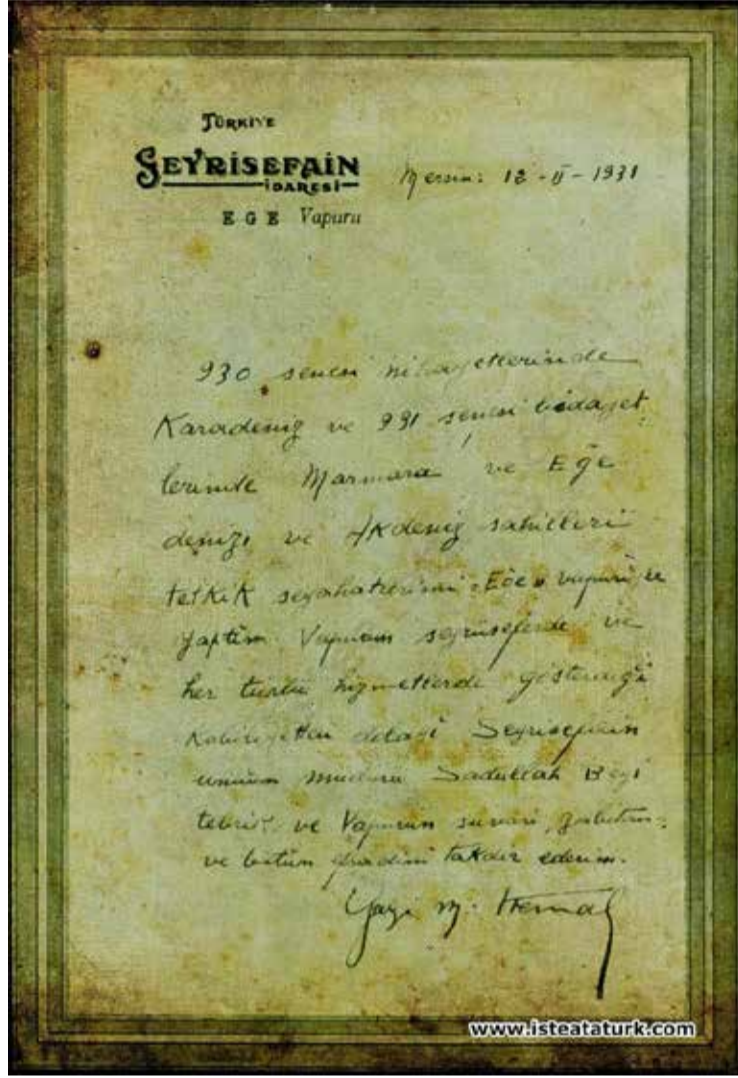 TÜRKİYE
SEYRİSEFAİN
İDARESİ
EGE Vapuru
Mersin: 12-II-1931
930 senesi nihayetlerinde
Karadeniz ve 931 senesi bidayet
lerinde Marmara ve Eğe
denizi ve Akdeniz sahilleri
tetkik seyahatlerimi "Ege" vapuru ile
yaptım. Vapurun seyrüseferde ve
her türlü hizmetlerde gösterdiği
kabiliyetten dolayı Seyrisefain
umum müdürü Sadullah Beyi
tebrik ve Vapurun süvari, zabitan,
ve bütün efradını takdir ederim.
Gazi M. Kemal
www.isteataturk.com